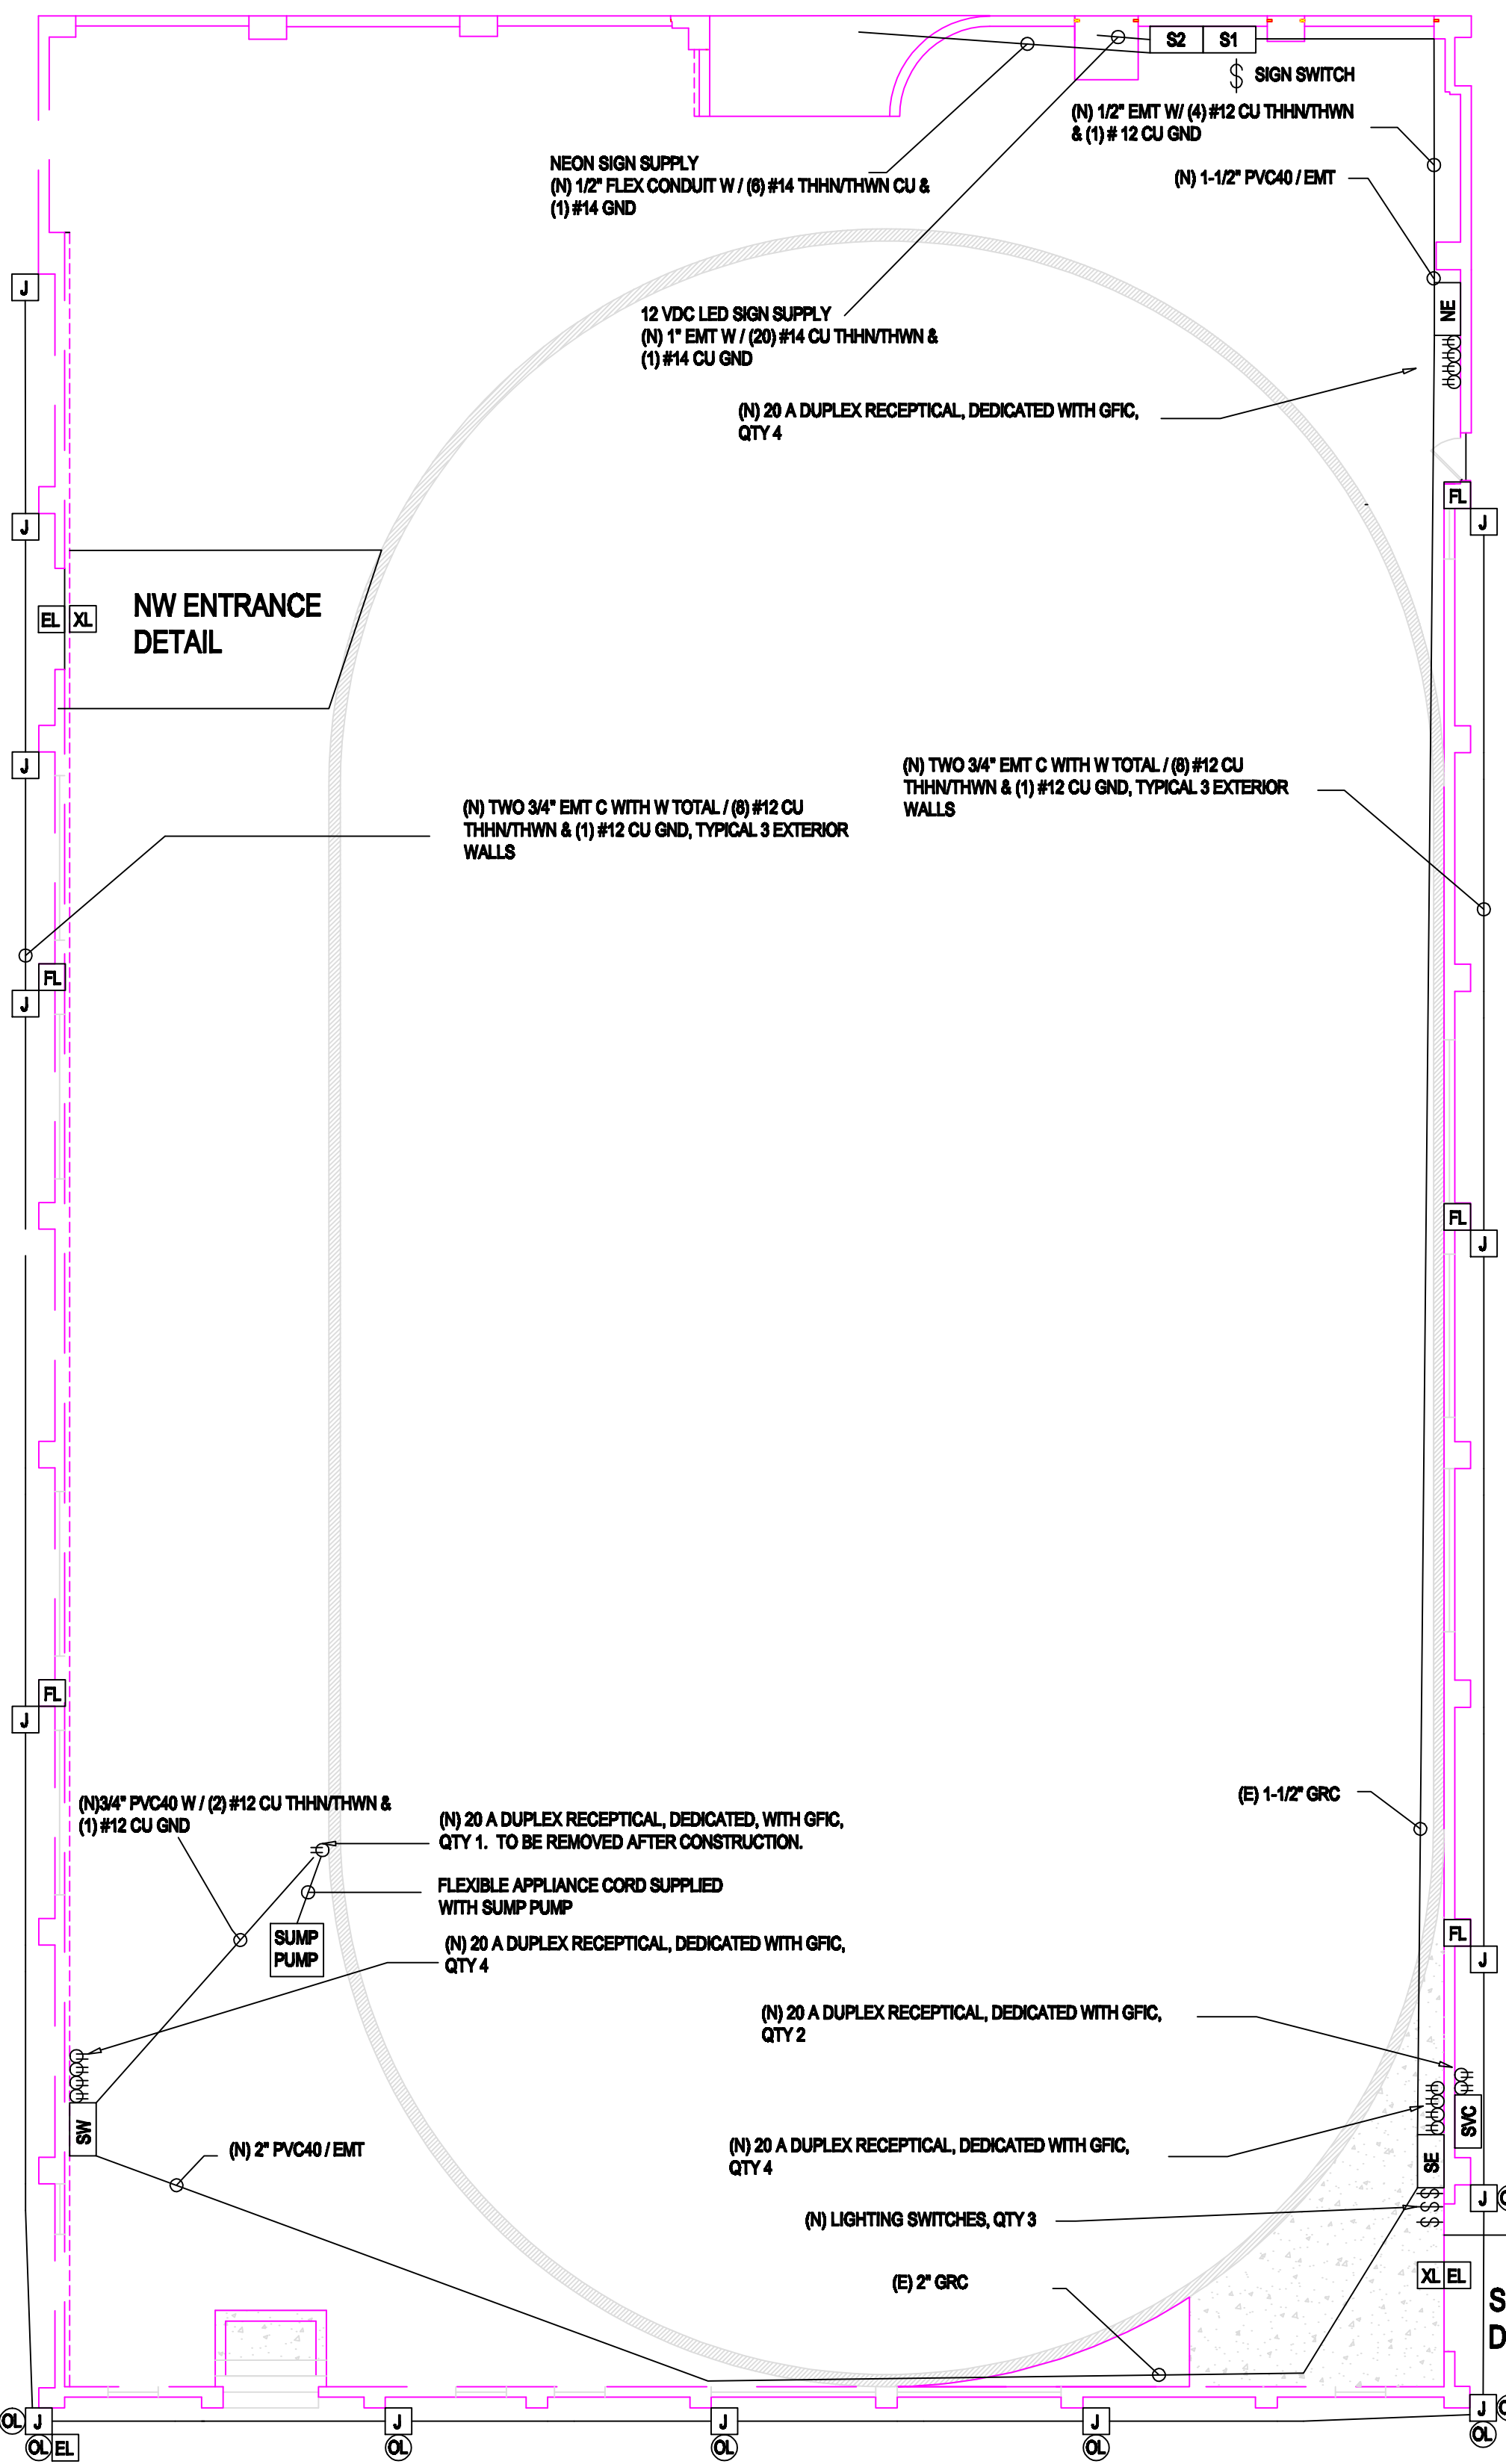 S2 S1
SIGN SWITCH
(N) 1/2" EMT W/ (4) #12 CU THHN/THWN
& (1) # 12 CU GND
NEON SIGN SUPPLY
(N) 1/2" FLEX CONDUIT W / (6) #14 THHN/THWN CU &
(1) #14 GND
(N) 1-1/2" PVC40 / EMT
J
NE
12 VDC LED SIGN SUPPLY
(N) 1" EMT W / (20) #14 CU THHN/THWN &
(1) #14 CU GND
(N) 20 A DUPLEX RECEPTICAL, DEDICATED WITH GFIC,
QTY 4
FL
J
J
EL XL
NW ENTRANCE
DETAIL
J
(N) TWO 3/4" EMT C WITH W TOTAL / (8) #12 CU
THHN/THWN & (1) #12 CU GND, TYPICAL 3 EXTERIOR
WALLS
(N) TWO 3/4" EMT C WITH W TOTAL / (8) #12 CU
THHN/THWN & (1) #12 CU GND, TYPICAL 3 EXTERIOR
WALLS
FL
J
FL
J
FL
J
(E) 1-1/2" GRC
(N)3/4" PVC40 W / (2) #12 CU THHN/THWN &
(1) #12 CU GND
(N) 20 A DUPLEX RECEPTICAL, DEDICATED, WITH GFIC,
QTY 1. TO BE REMOVED AFTER CONSTRUCTION.
FLEXIBLE APPLIANCE CORD SUPPLIED
WITH SUMP PUMP
SUMP
PUMP
FL
J
(N) 20 A DUPLEX RECEPTICAL, DEDICATED WITH GFIC,
QTY 4
(N) 20 A DUPLEX RECEPTICAL, DEDICATED WITH GFIC,
QTY 2
SW
SVC
(N) 2" PVC40 / EMT
(N) 20 A DUPLEX RECEPTICAL, DEDICATED WITH GFIC,
QTY 4
SE
J
(N) LIGHTING SWITCHES, QTY 3
(E) 2" GRC
XL EL
S
D
OL J
J
J
J
J
OL EL
OL
OL
OL
OL